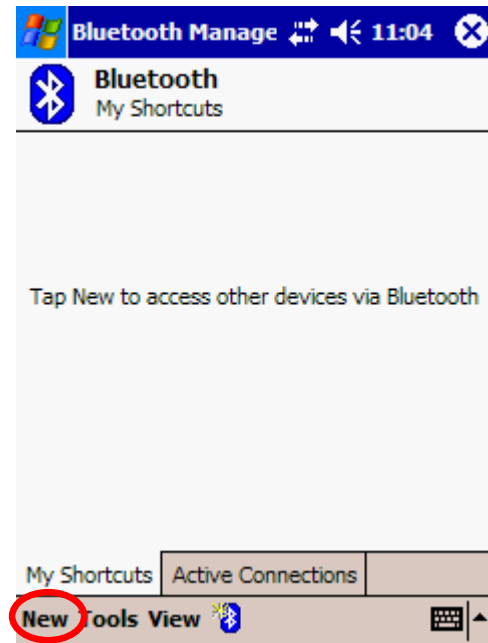 Bluetooth Manage 11:04
Bluetooth
My Shortcuts
Tap New to access other devices via Bluetooth
My Shortcuts Active Connections
New Tools View